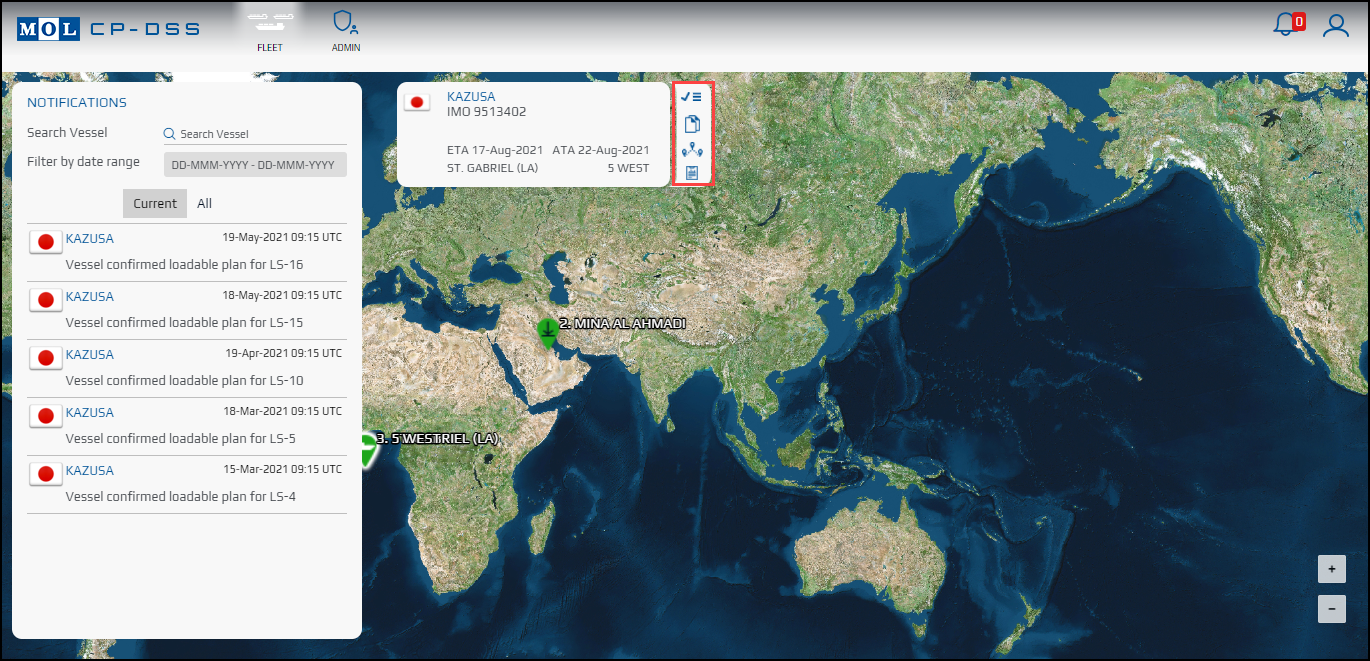 MOL CP-DSS
FLEET
ADMIN
0
NOTIFICATIONS
Search Vessel
Search Vessel
Filter by date range
DD-MMM-YYYY - DD-MMM-YYYY
Current
All
KAZUSA
19-May-2021 09:15 UTC
Vessel confirmed loadable plan for LS-16
KAZUSA
18-May-2021 09:15 UTC
Vessel confirmed loadable plan for LS-15
KAZUSA
19-Apr-2021 09:15 UTC
Vessel confirmed loadable plan for LS-10
KAZUSA
18-Mar-2021 09:15 UTC
Vessel confirmed loadable plan for LS-5
KAZUSA
15-Mar-2021 09:15 UTC
Vessel confirmed loadable plan for LS-4
KAZUSA
IMO 9513402
ETA 17-Aug-2021 ATA 22-Aug-2021
ST. GABRIEL (LA) 5 WEST
2. MINA AL AHMADI
3. 5 WESTRIEL (LA)
+
−